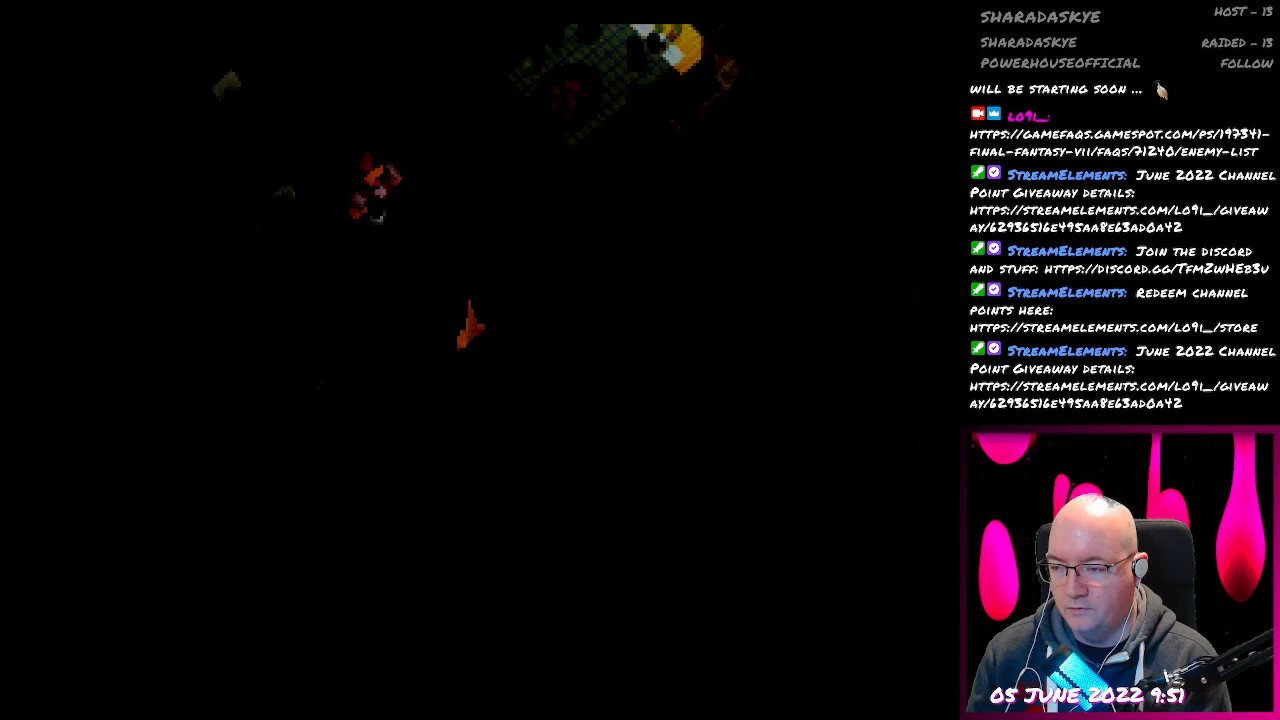 SHARADASKYE HOST - 13
SHARADASKYE RAIDED - 13
POWERHOUSEOFFICIAL FOLLOW
WILL BE STARTING SOON ...
LO9I_:
HTTPS://GAMEFAQS.GAMESPOT.COM/PS/197341-
FINAL-FANTASY-VII/FAQS/71240/ENEMY-LIST
STREAMELEMENTS: JUNE 2022 CHANNEL
POINT GIVEAWAY DETAILS:
HTTPS://STREAMELEMENTS.COM/LO9I_/GIVEAW
AY/62936516E495AA8E63AD0A42
STREAMELEMENTS: JOIN THE DISCORD
AND STUFF: HTTPS://DISCORD.GG/TFMZWHEB3U
STREAMELEMENTS: REDEEM CHANNEL
POINTS HERE:
HTTPS://STREAMELEMENTS.COM/LO9I_/STORE
STREAMELEMENTS: JUNE 2022 CHANNEL
POINT GIVEAWAY DETAILS:
HTTPS://STREAMELEMENTS.COM/LO9I_/GIVEAW
AY/62936516E495AA8E63AD0A42
05 JUNE 2022 9:51